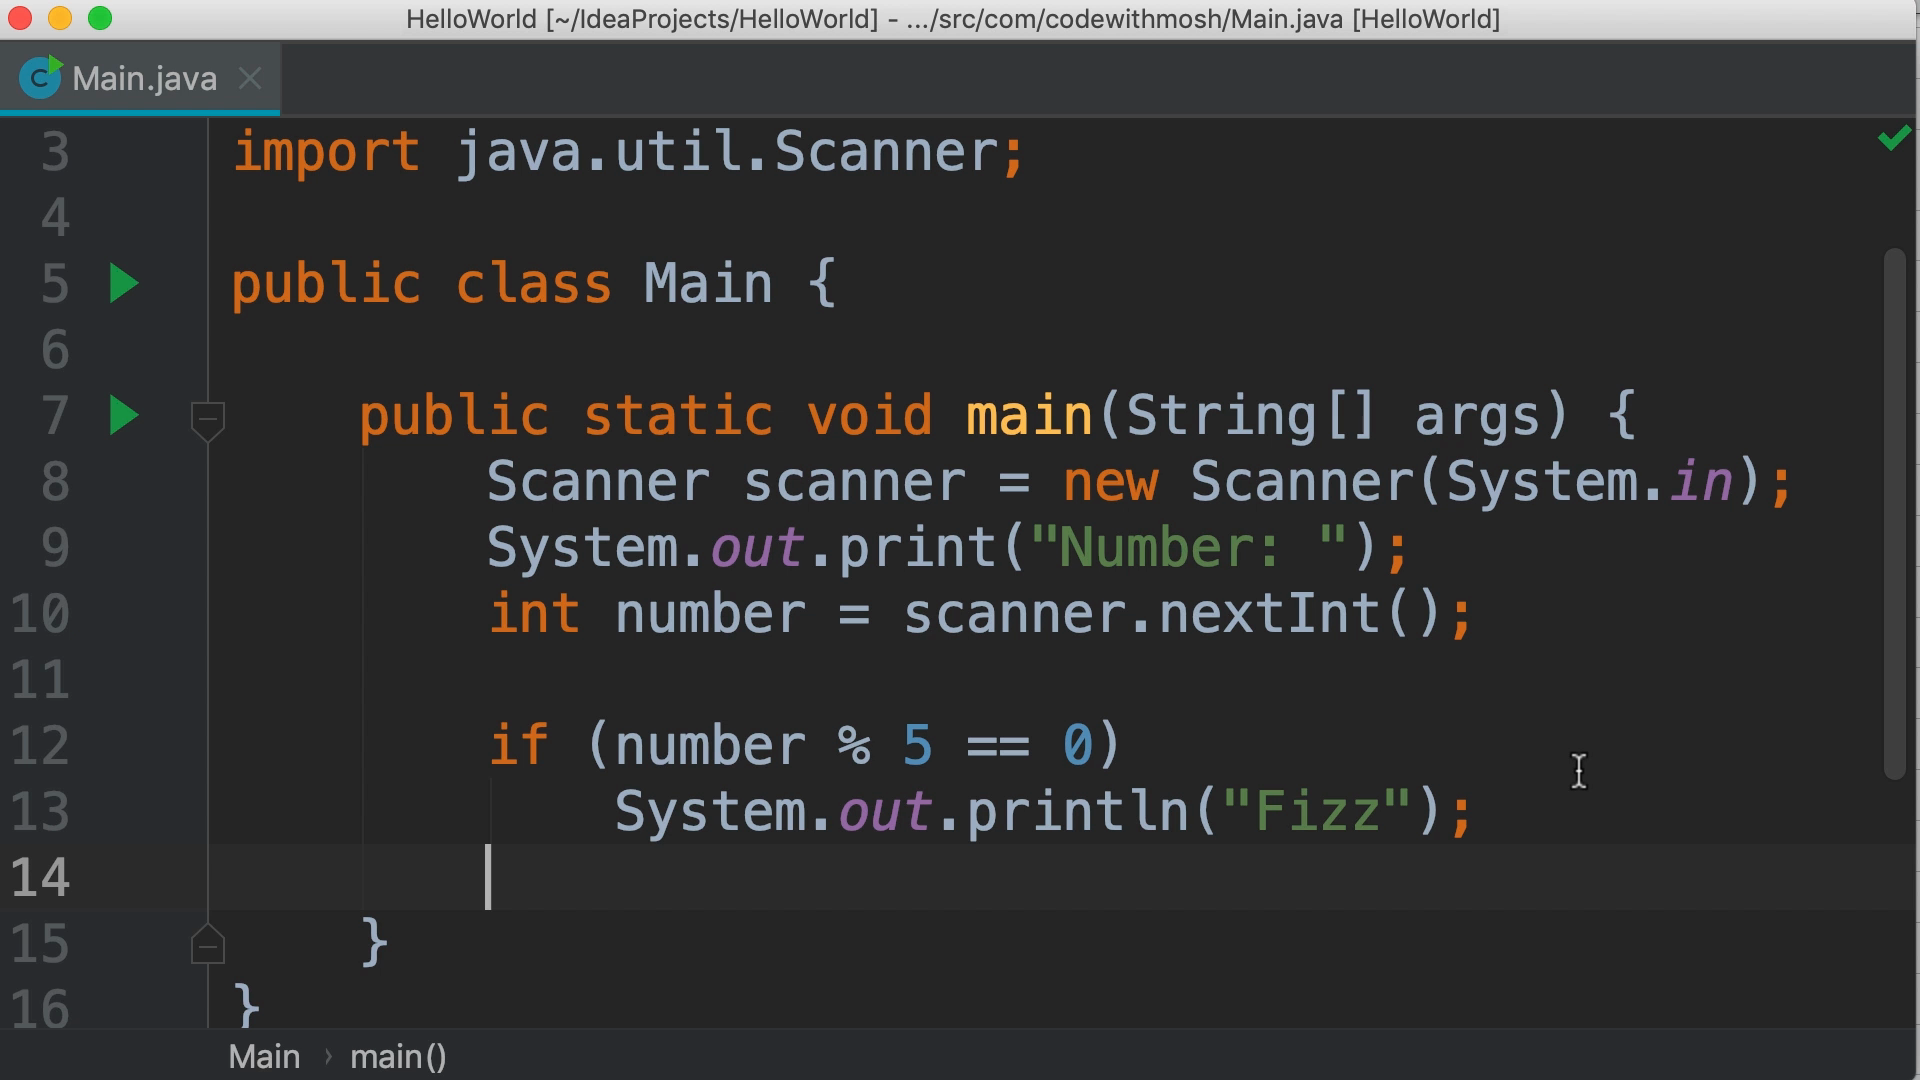 HelloWorld [~/IdeaProjects/HelloWorld] - .../src/com/codewithmosh/Main.java [HelloWorld]
C Main.java
3 import java.util.Scanner;
4
5 public class Main {
6
7 public static void main(String[] args) {
8 Scanner scanner = new Scanner(System.in);
9 System.out.print("Number: ");
10 int number = scanner.nextInt();
11
12 if (number % 5 == 0)
13 System.out.println("Fizz");
14
15 }
16 }
Main › main()